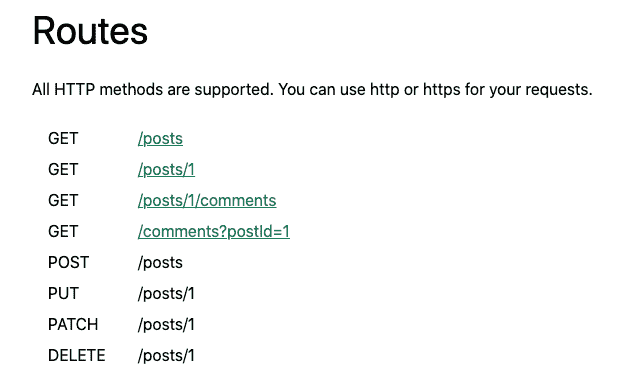 Routes
All HTTP methods are supported. You can use http or https for your requests.
GET /posts
GET /posts/1
GET /posts/1/comments
GET /comments?postId=1
POST /posts
PUT /posts/1
PATCH /posts/1
DELETE /posts/1